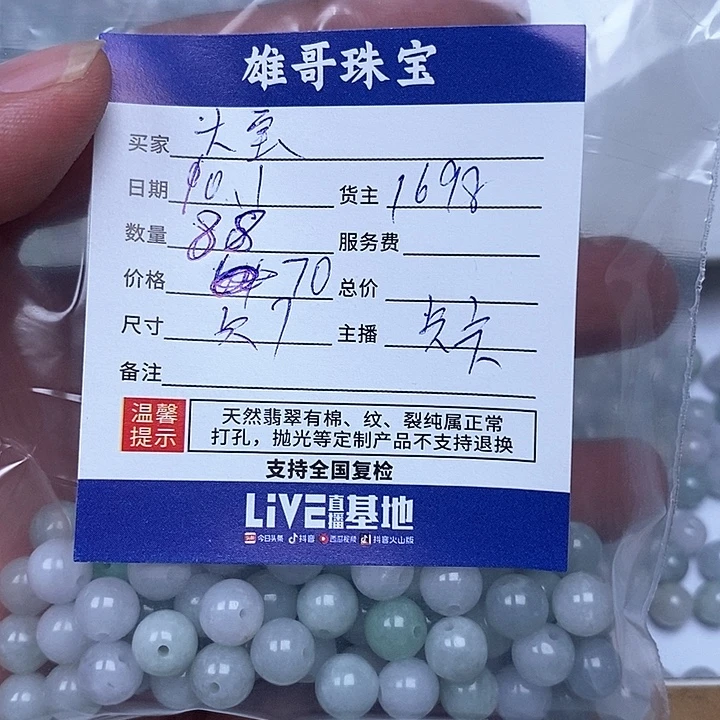 雄哥珠宝
买家 大宝
日期 10.1 货主 1698
数量 88 服务费
价格 70 总价
尺寸 7 主播
备注
温馨提示
天然翡翠有棉、纹、裂纯属正常
打孔，抛光等定制产品不支持退换
支持全国复检
LiVE直播基地
今日头条 抖音 西瓜视频 抖音火山版